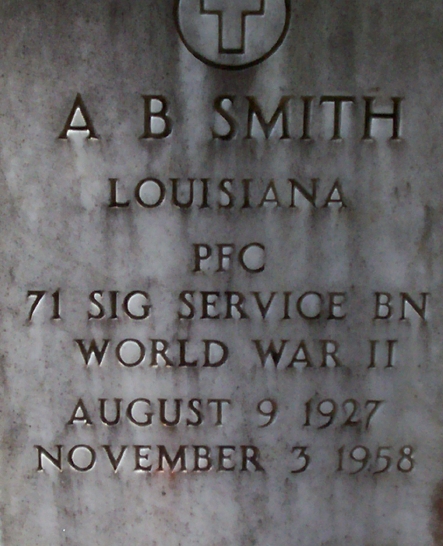 A B SMITH
LOUISIANA
PFC
71 SIG SERVICE BN
WORLD WAR II
AUGUST 9 1927
NOVEMBER 3 1958